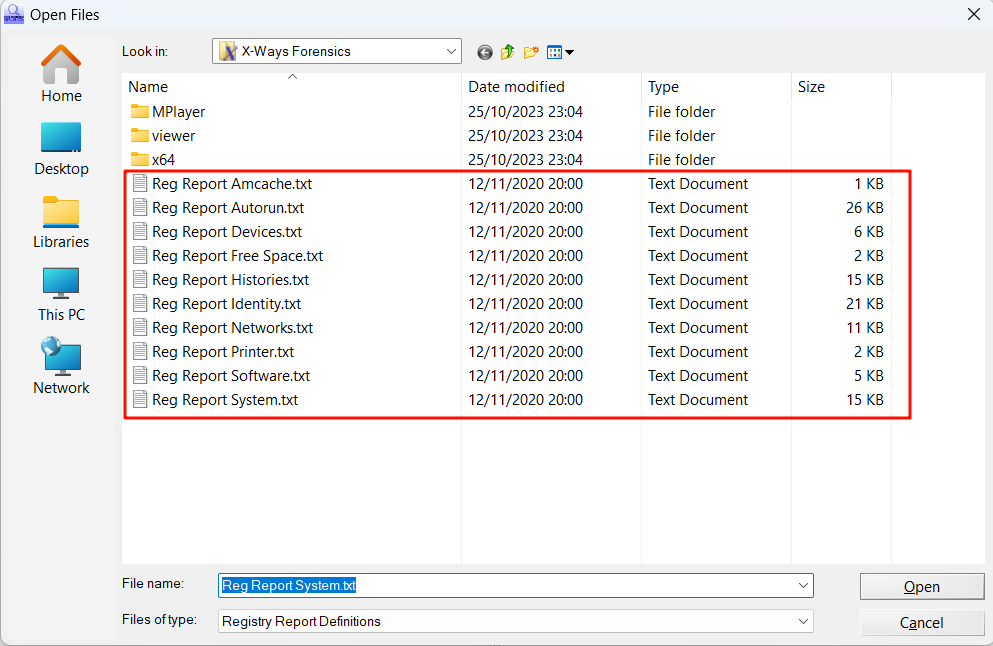 Open Files
Look in: X-Ways Forensics
Home
Desktop
Libraries
This PC
Network
Name Date modified Type Size
MPlayer 25/10/2023 23:04 File folder
viewer 25/10/2023 23:04 File folder
x64 25/10/2023 23:04 File folder
Reg Report Amcache.txt 12/11/2020 20:00 Text Document 1 KB
Reg Report Autorun.txt 12/11/2020 20:00 Text Document 26 KB
Reg Report Devices.txt 12/11/2020 20:00 Text Document 6 KB
Reg Report Free Space.txt 12/11/2020 20:00 Text Document 2 KB
Reg Report Histories.txt 12/11/2020 20:00 Text Document 15 KB
Reg Report Identity.txt 12/11/2020 20:00 Text Document 21 KB
Reg Report Networks.txt 12/11/2020 20:00 Text Document 11 KB
Reg Report Printer.txt 12/11/2020 20:00 Text Document 2 KB
Reg Report Software.txt 12/11/2020 20:00 Text Document 5 KB
Reg Report System.txt 12/11/2020 20:00 Text Document 15 KB
File name: Reg Report System.txt Open
Files of type: Registry Report Definitions Cancel